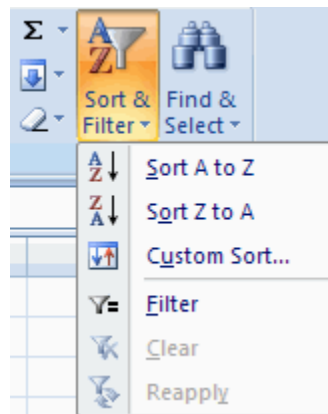 Σ
Sort & Filter
Find & Select
Sort A to Z
Sort Z to A
Custom Sort...
Filter
Clear
Reapply